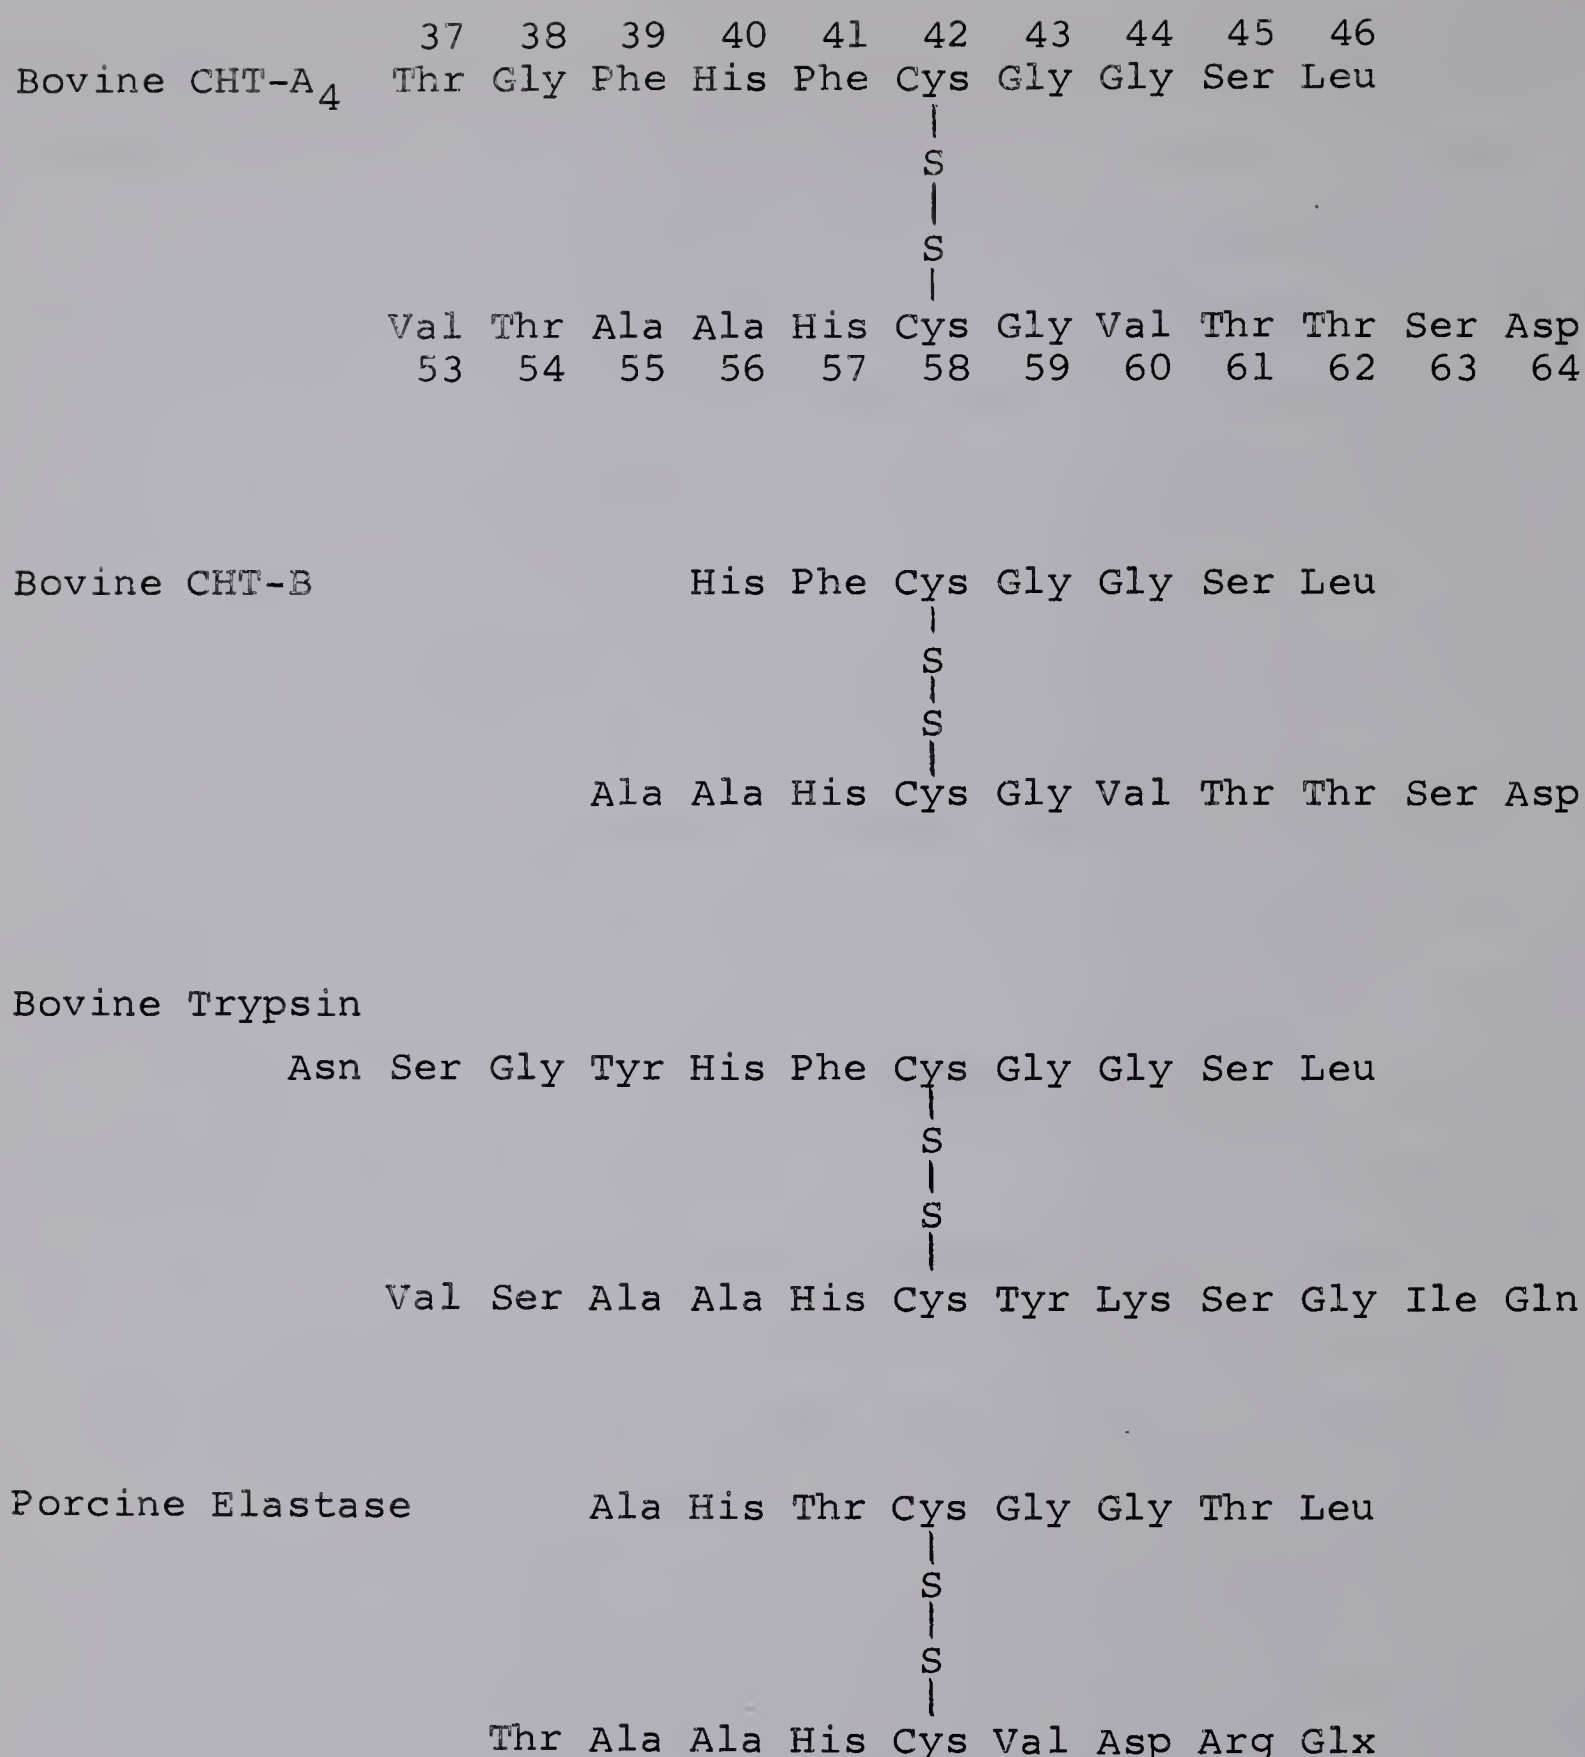 37 38 39 40 41 42 43 44 45 46
Bovine CHT-A4 Thr Gly Phe His Phe Cys Gly Gly Ser Leu
S
S
Val Thr Ala Ala His Cys Gly Val Thr Thr Ser Asp
53 54 55 56 57 58 59 60 61 62 63 64
Bovine CHT-B His Phe Cys Gly Gly Ser Leu
S
S
Ala Ala His Cys Gly Val Thr Thr Ser Asp
Bovine Trypsin
Asn Ser Gly Tyr His Phe Cys Gly Gly Ser Leu
S
S
Val Ser Ala Ala His Cys Tyr Lys Ser Gly Ile Gln
Porcine Elastase Ala His Thr Cys Gly Gly Thr Leu
S
S
Thr Ala Ala His Cys Val Asp Arg Glx